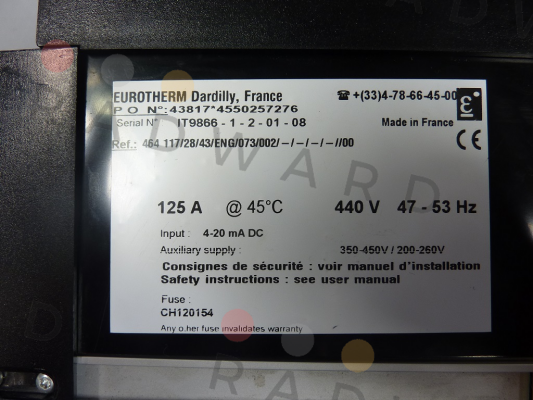 EUROTHERM Dardilly, France ☎ +(33)4-78-66-45-00
P O N°: 43817*4550257276
Serial N° IT9866 - 1 - 2 - 01 - 08 Made in France
Ref.: 464 117/28/43/ENG/073/002/-/-/-/-//00
125 A @ 45°C 440 V 47 - 53 Hz
Input : 4-20 mA DC
Auxiliary supply : 350-450V / 200-260V
Consignes de sécurité : voir manuel d'installation
Safety instructions : see user manual
Fuse :
CH120154
Any other fuse invalidates warranty